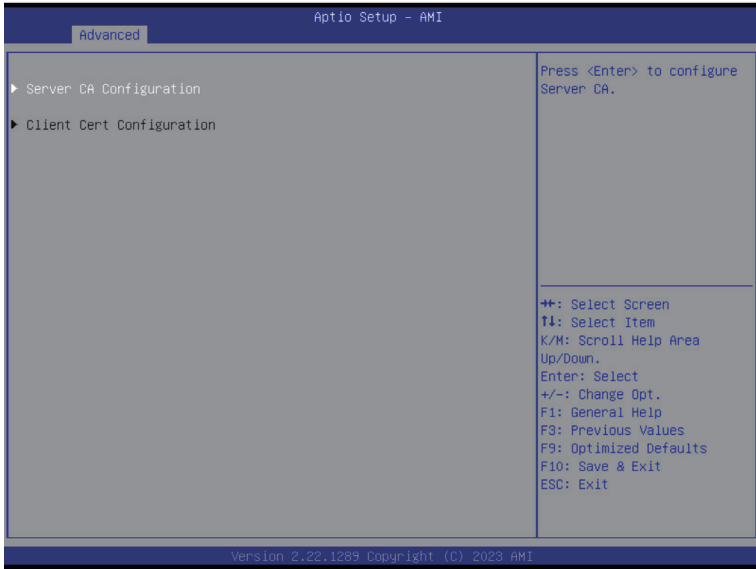 Aptio Setup – AMI
Advanced
▶ Server CA Configuration
▶ Client Cert Configuration
Press <Enter> to configure
Server CA.
→←: Select Screen
↑↓: Select Item
K/M: Scroll Help Area
Up/Down.
Enter: Select
+/-: Change Opt.
F1: General Help
F3: Previous Values
F9: Optimized Defaults
F10: Save & Exit
ESC: Exit
Version 2.22.1289 Copyright (C) 2023 AMI